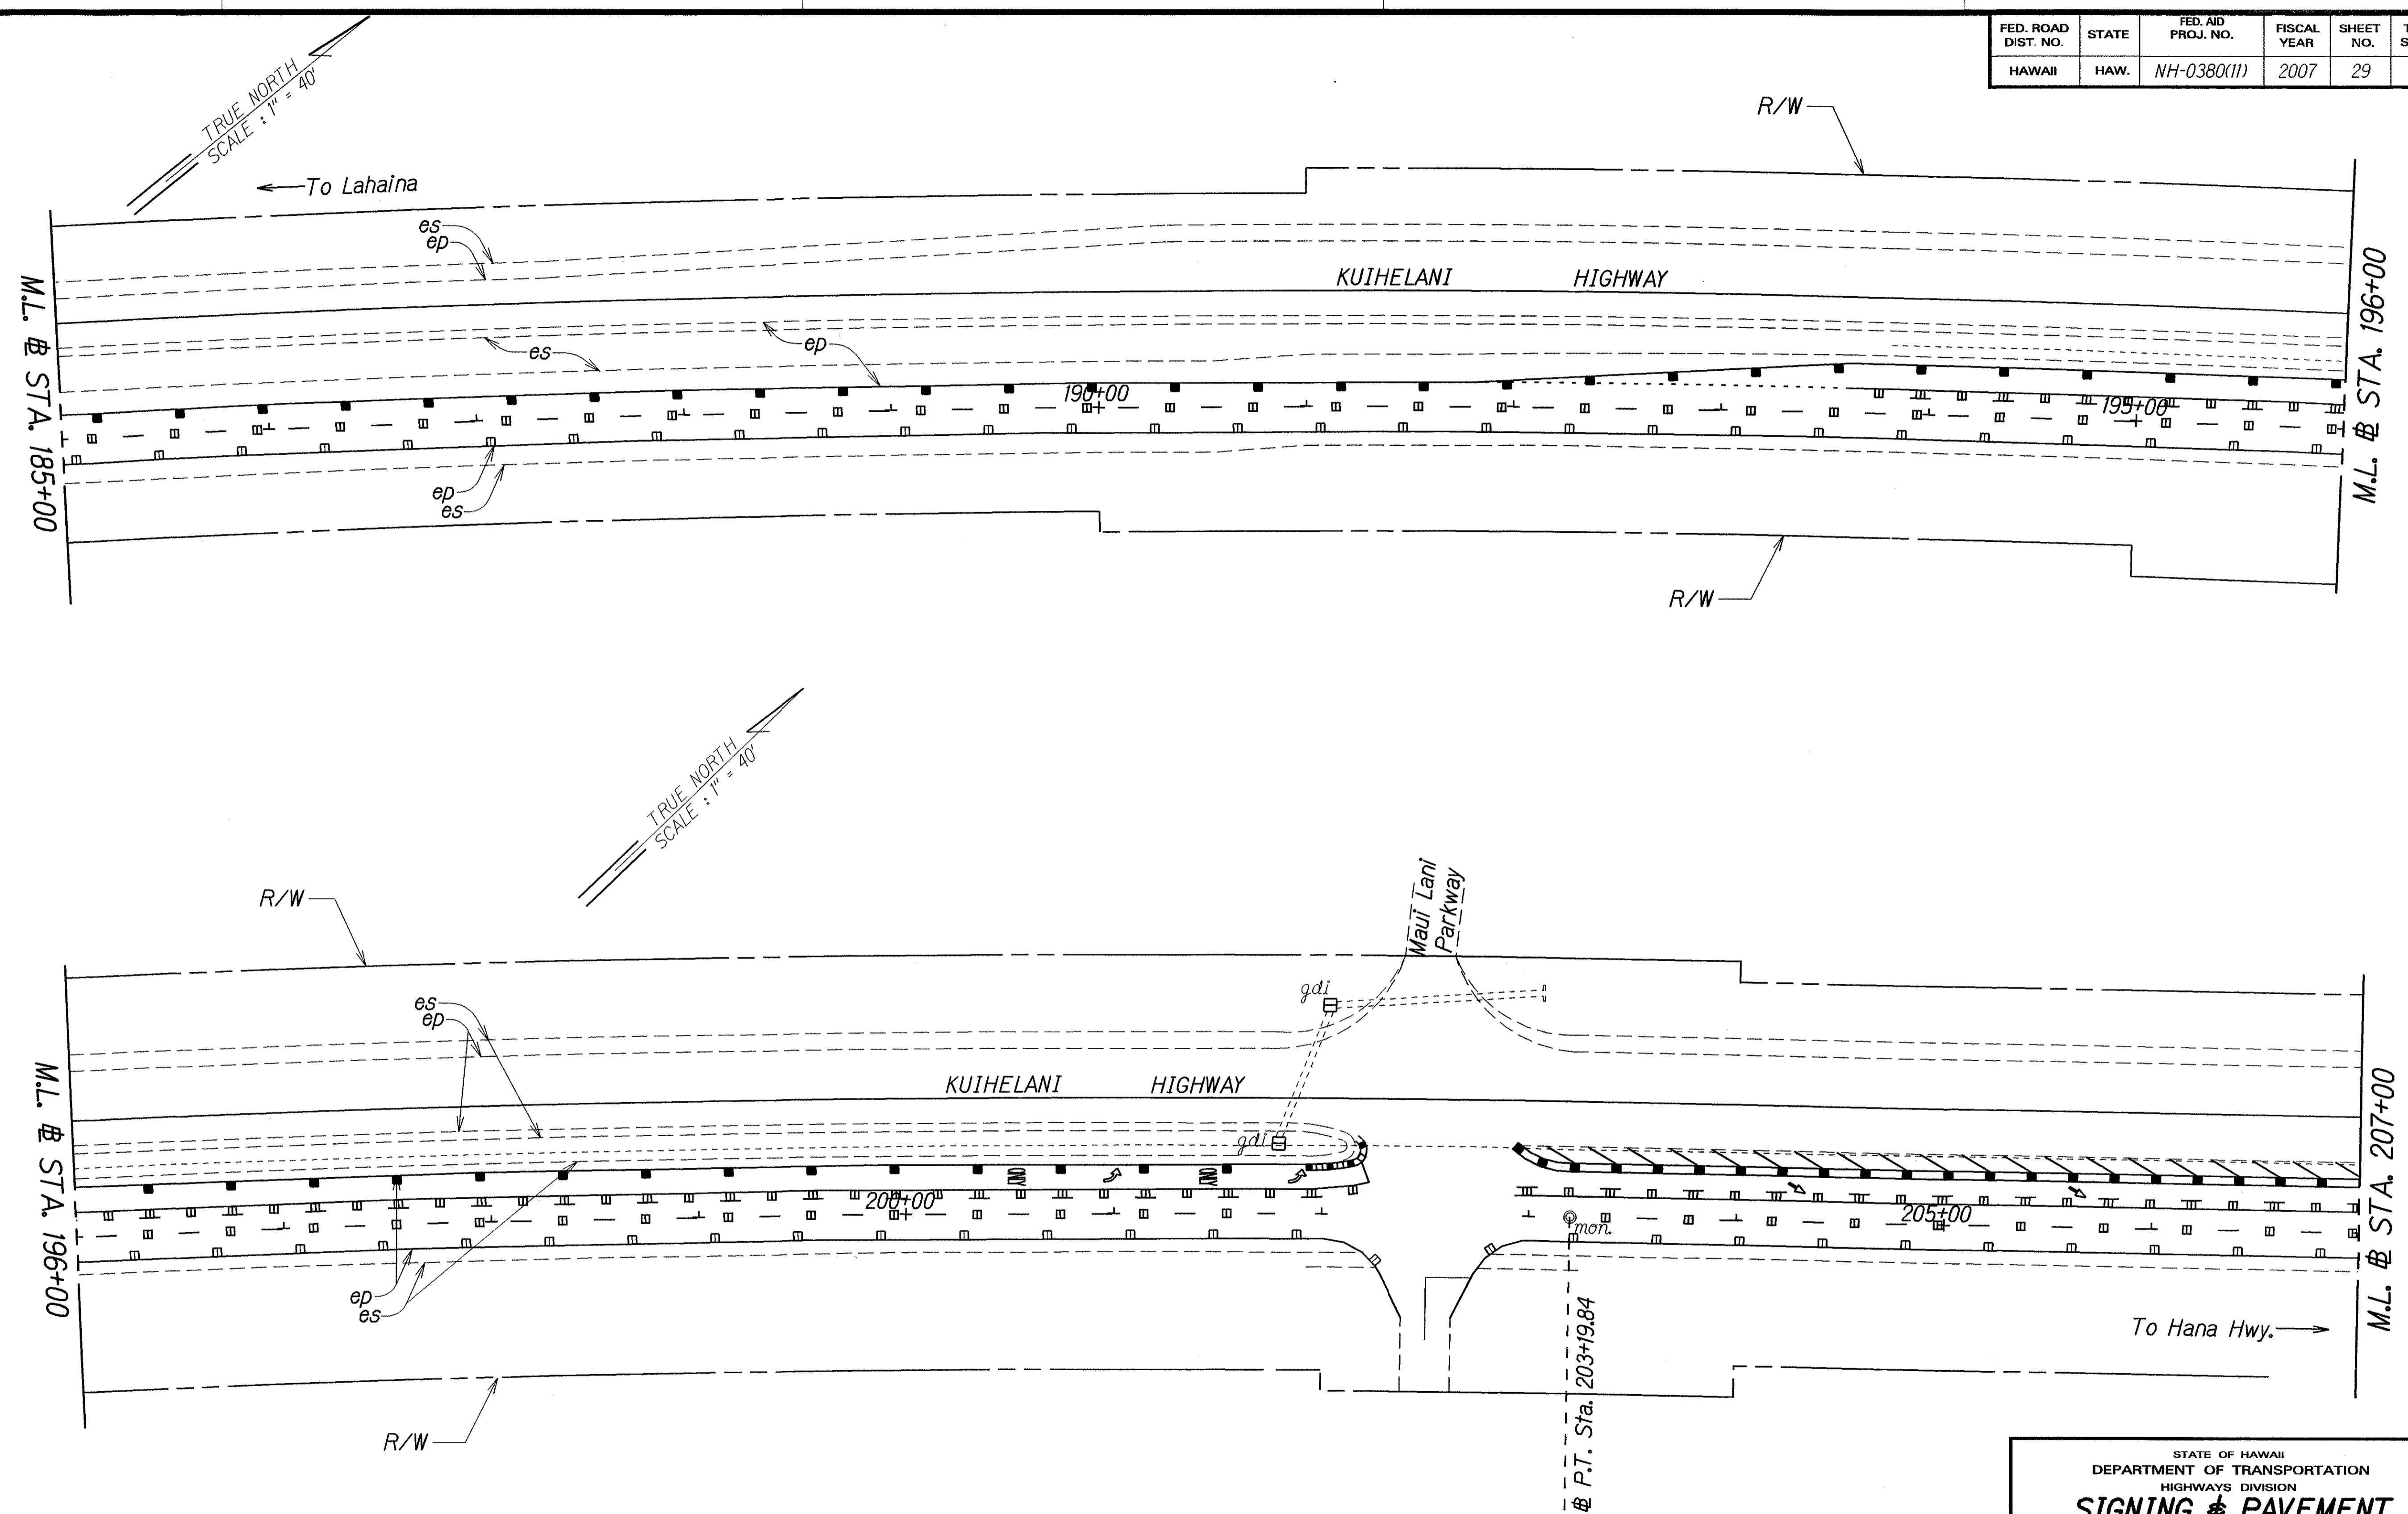 FED. ROAD DIST. NO.
STATE
FED. AID PROJ. NO.
FISCAL YEAR
SHEET NO.
HAWAII
HAW.
NH-0380(11)
2007
29
TRUE NORTH
SCALE : 1" = 40'
R/W
To Lahaina
es
ep
KUIHELANI HIGHWAY
es
ep
190+00
195+00
ep
es
R/W
M.L. ⅊ STA. 185+00
M.L. ⅊ STA. 196+00
TRUE NORTH
SCALE : 1" = 40'
R/W
Maui Lani
Parkway
gdi
es
ep
KUIHELANI HIGHWAY
gdi
ONLY
ONLY
200+00
205+00
mon.
ep
es
M.L. ⅊ STA. 196+00
M.L. ⅊ STA. 207+00
To Hana Hwy.
⅊ P.T. Sta. 203+19.84
R/W
STATE OF HAWAII
DEPARTMENT OF TRANSPORTATION
HIGHWAYS DIVISION
SIGNING & PAVEMENT